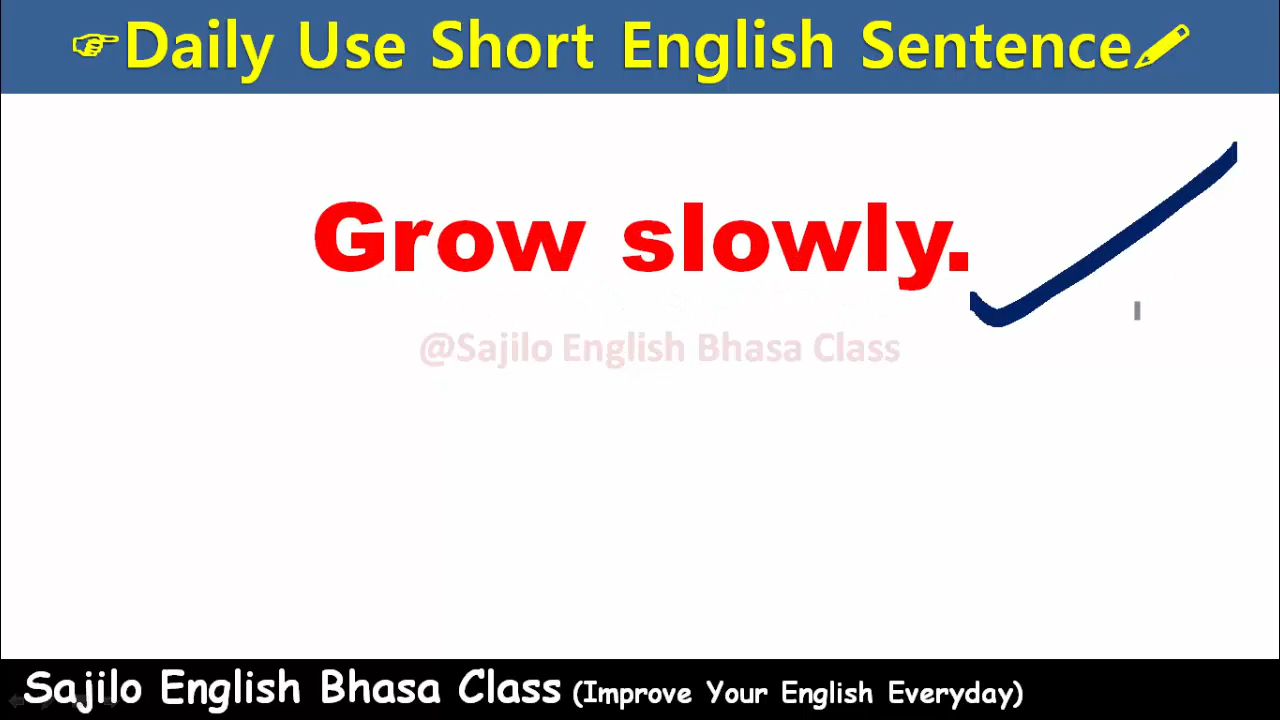 ☞Daily Use Short English Sentence✏
Grow slowly.
@Sajilo English Bhasa Class
Sajilo English Bhasa Class (Improve Your English Everyday)